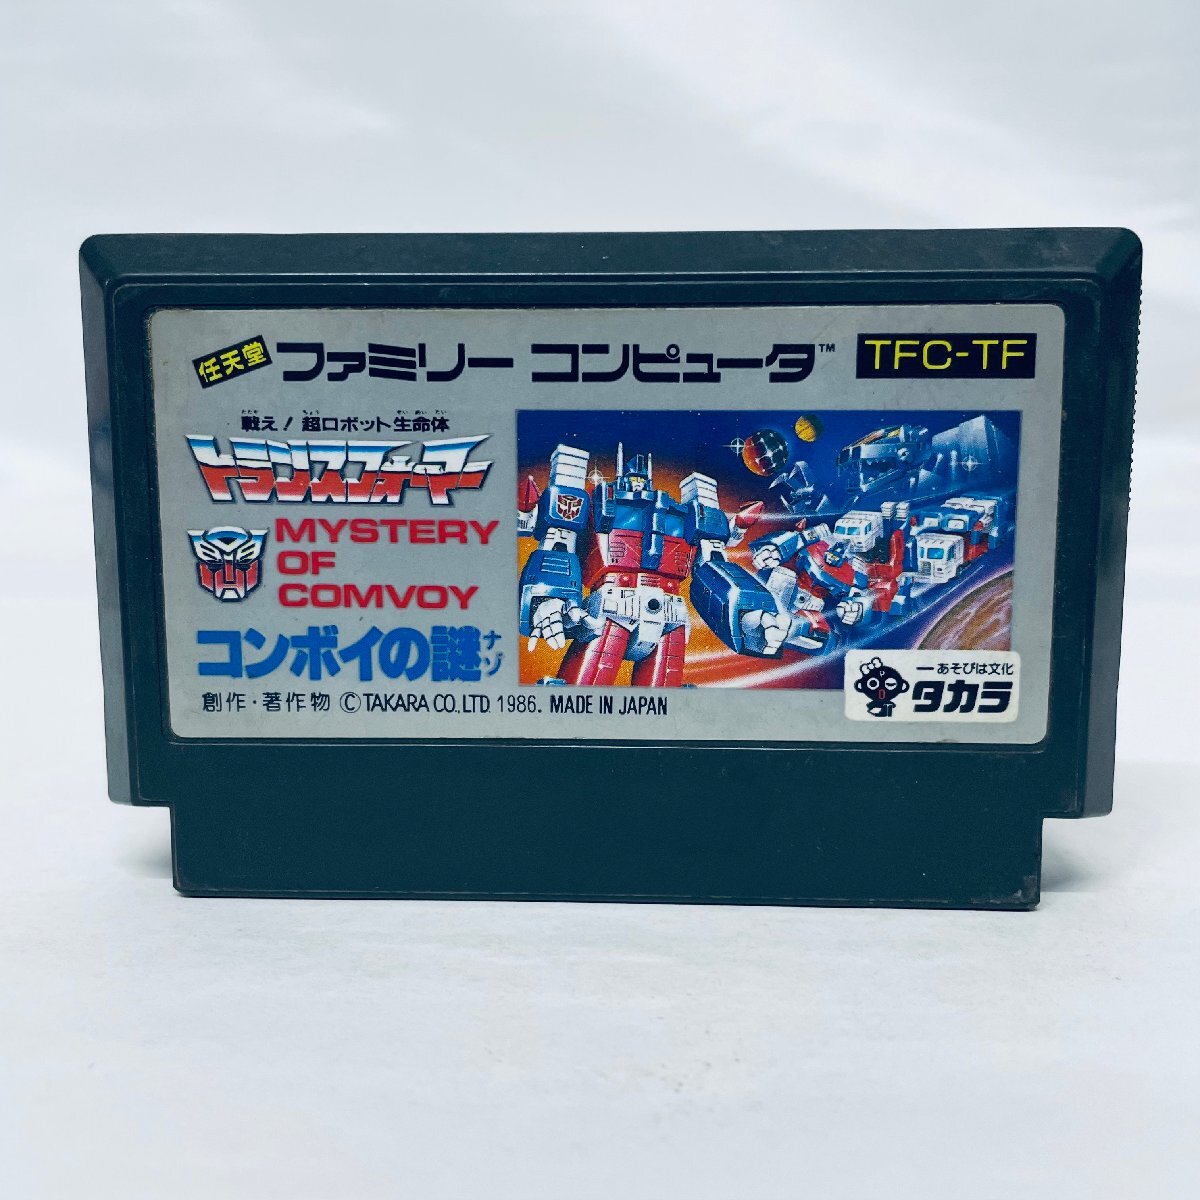 任天堂 ファミリー コンピュータ™ TFC-TF
たたか ちょう せい めい たい
戦え! 超ロボット生命体
トランスフォーマー
MYSTERY
OF
COMVOY
コンボイの謎 ナゾ
創作・著作物 ©TAKARA CO.,LTD. 1986. MADE IN JAPAN
あそびは文化
タカラ